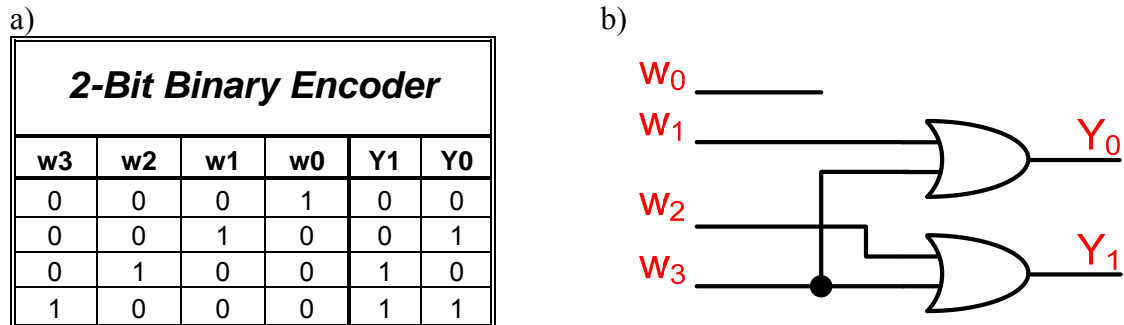 a)
2-Bit Binary Encoder
w3 w2 w1 w0 Y1 Y0
0 0 0 1 0 0
0 0 1 0 0 1
0 1 0 0 1 0
1 0 0 0 1 1
b)
w₀
w₁
Y₀
w₂
w₃
Y₁